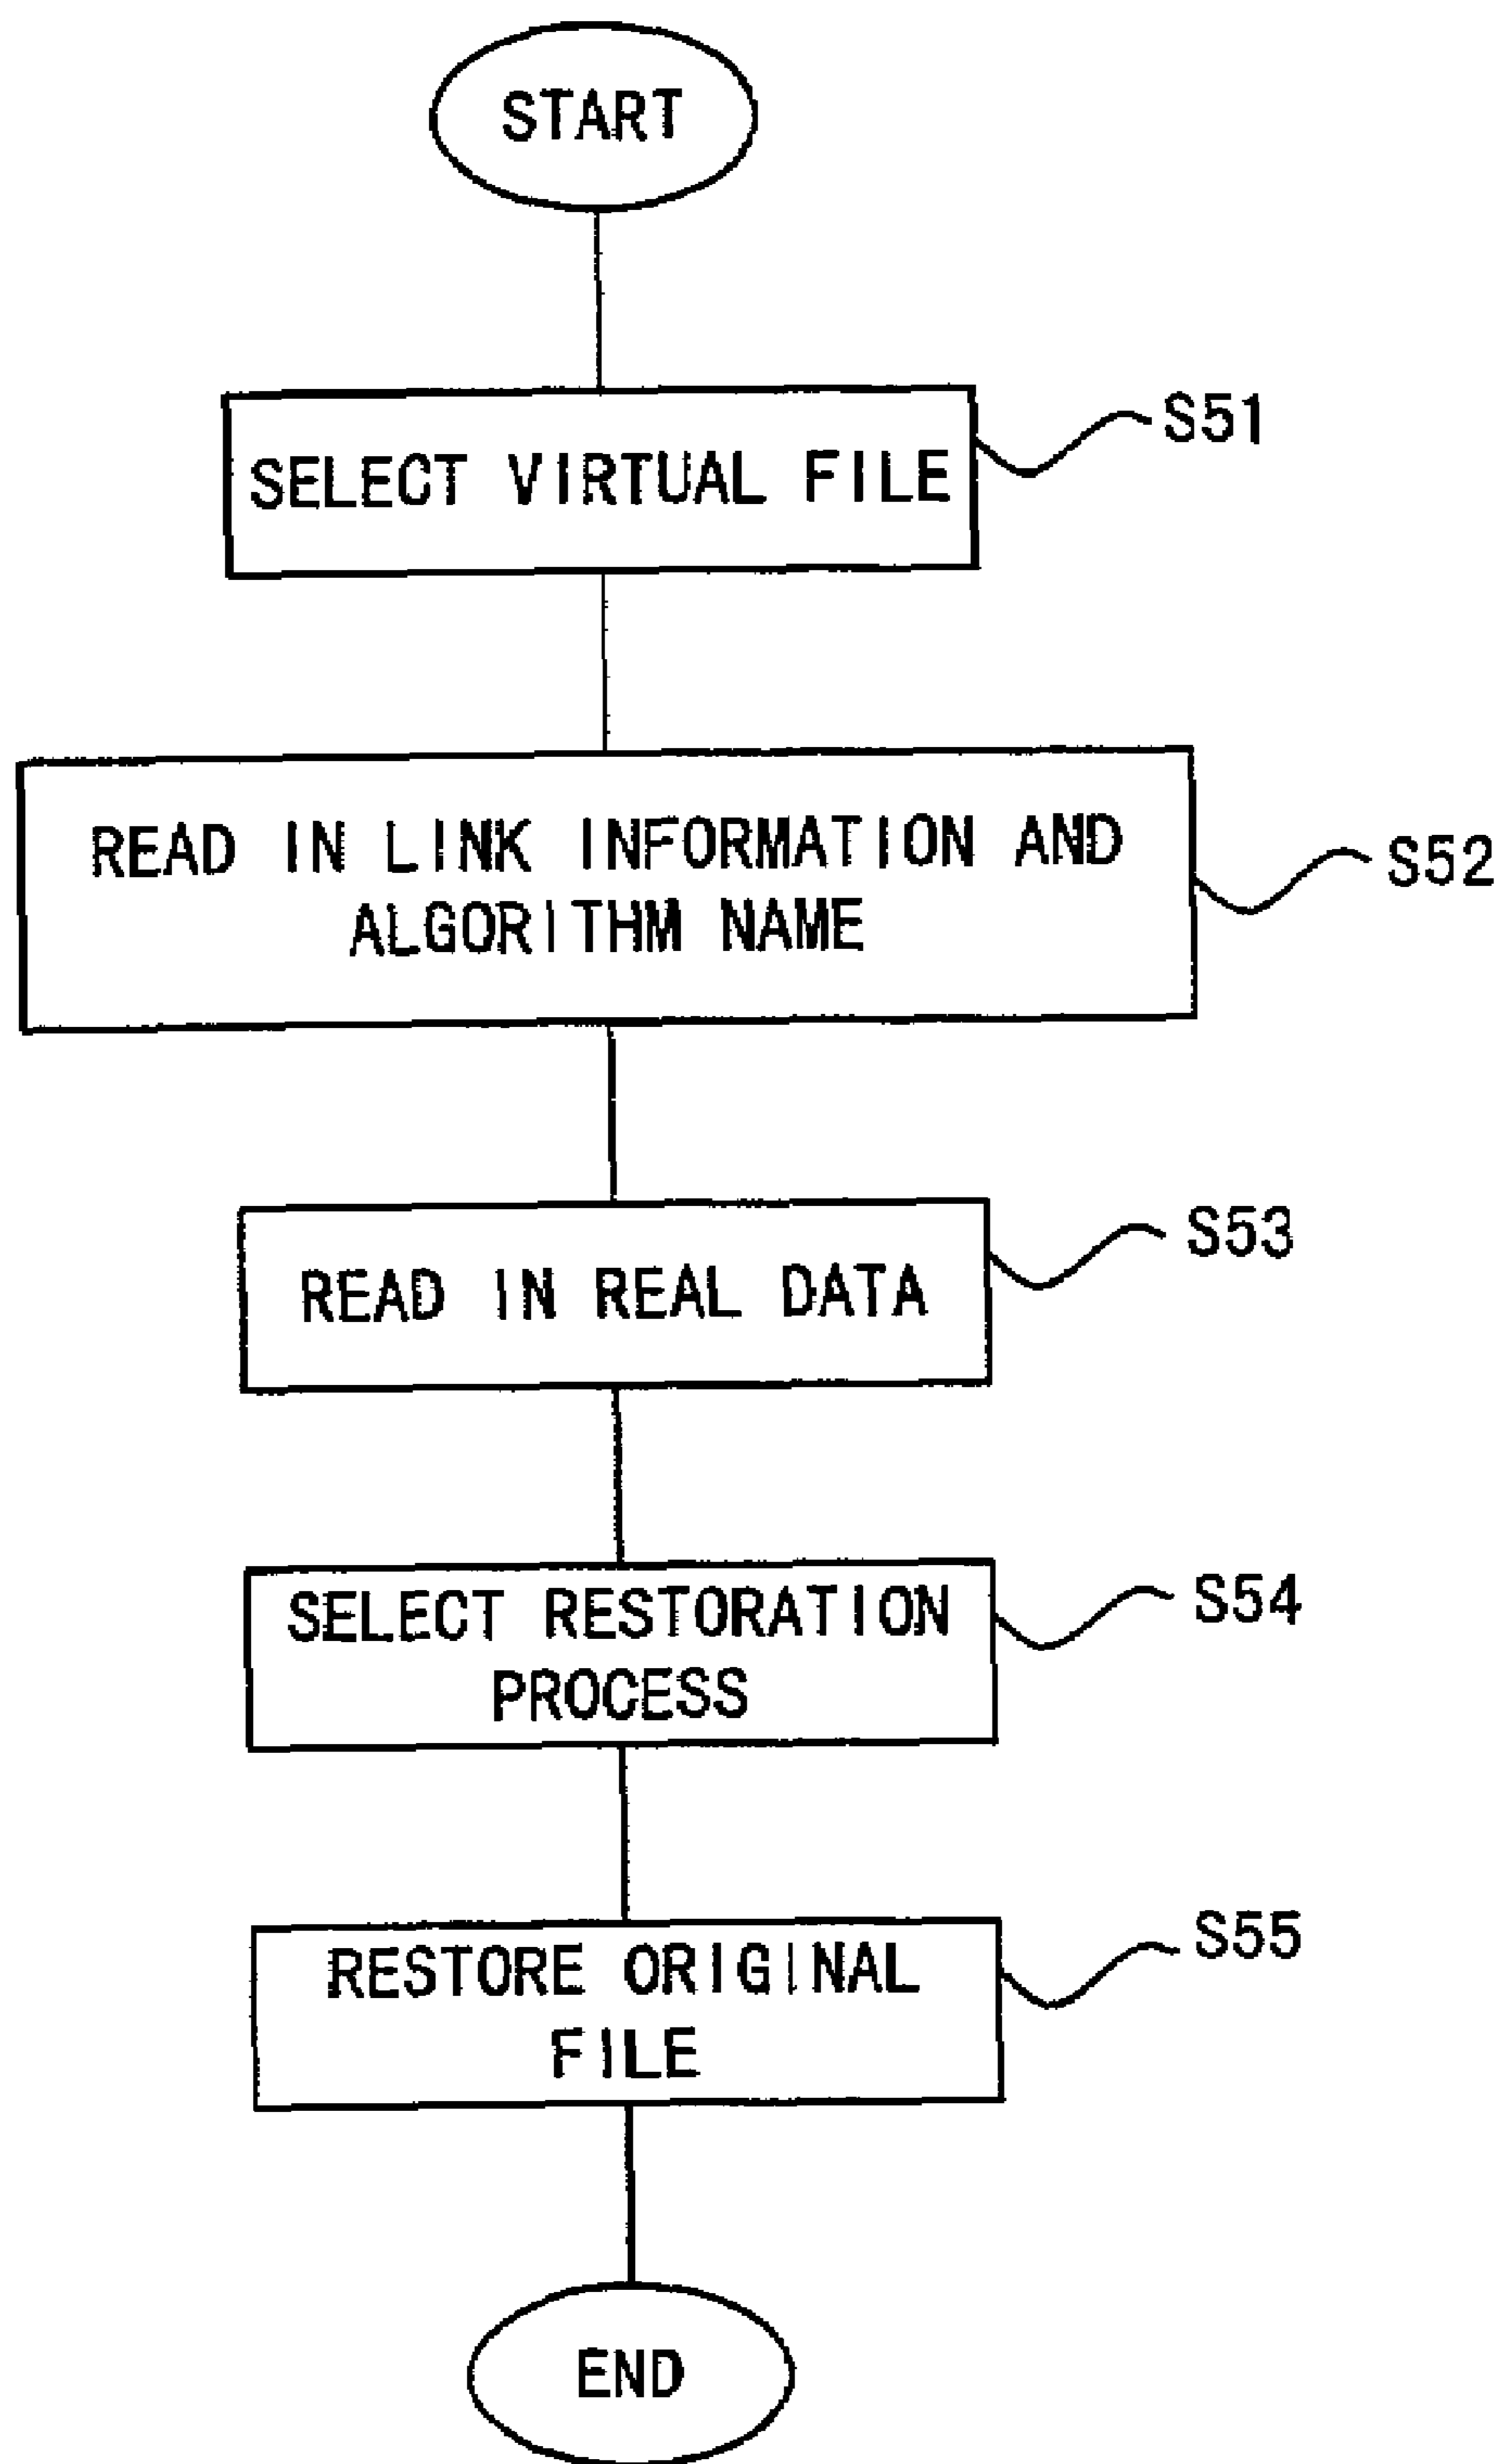 START
SELECT VIRTUAL FILE
S51
READ IN LINK INFORMATION AND
ALGORITHM NAME
S52
READ IN REAL DATA
S53
SELECT RESTORATION
PROCESS
S54
RESTORE ORIGINAL
FILE
S55
END